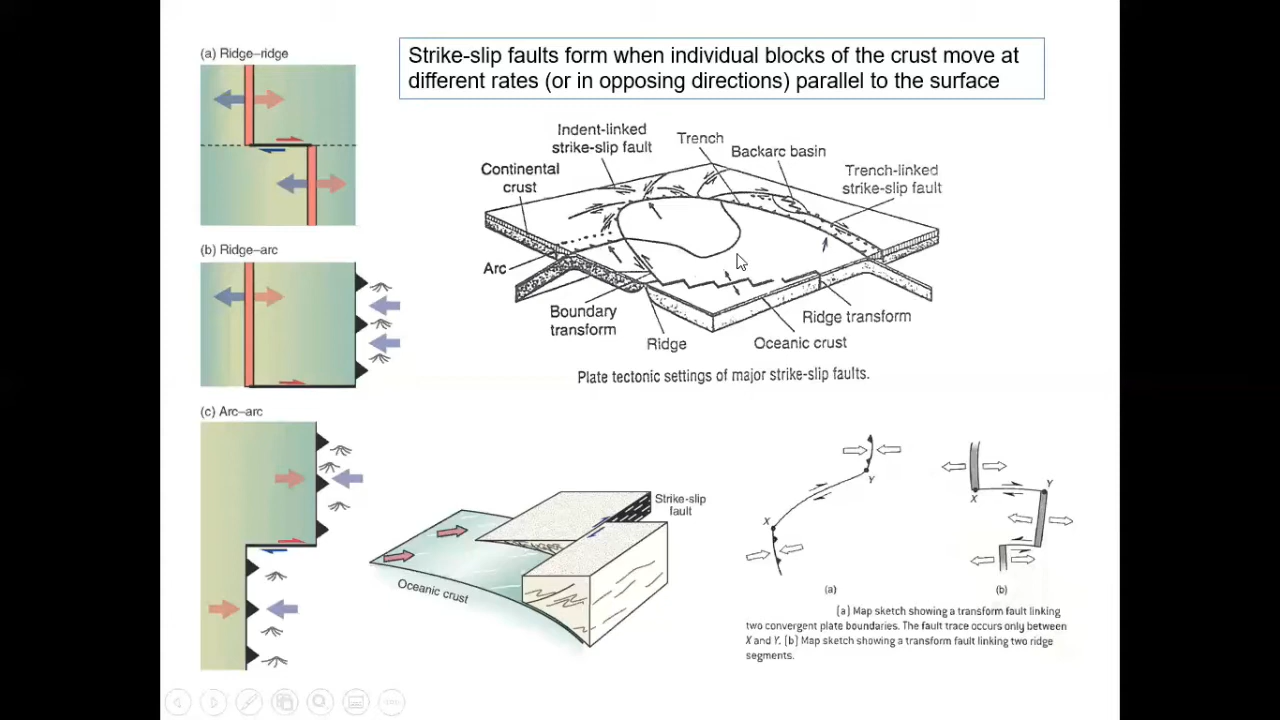 Strike-slip faults form when individual blocks of the crust move at
different rates (or in opposing directions) parallel to the surface
(a) Ridge–ridge
(b) Ridge–arc
(c) Arc–arc
Indent-linked
strike-slip fault
Trench
Backarc basin
Continental
crust
Trench-linked
strike-slip fault
Arc
Boundary
transform
Ridge
Ridge transform
Oceanic crust
Plate tectonic settings of major strike-slip faults.
Strike-slip
fault
Oceanic crust
Y
X
(a)
X
Y
(b)
(a) Map sketch showing a transform fault linking
two convergent plate boundaries. The fault trace occurs only between
X and Y. (b) Map sketch showing a transform fault linking two ridge
segments.